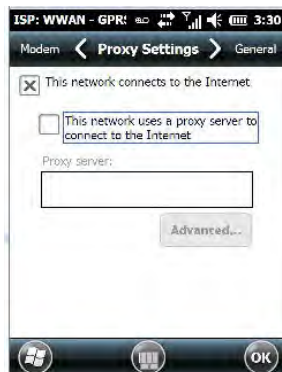 ISP: WWAN - GPRS 3:30
Modem Proxy Settings General
This network connects to the Internet
This network uses a proxy server to
connect to the Internet
Proxy server:
Advanced...
OK